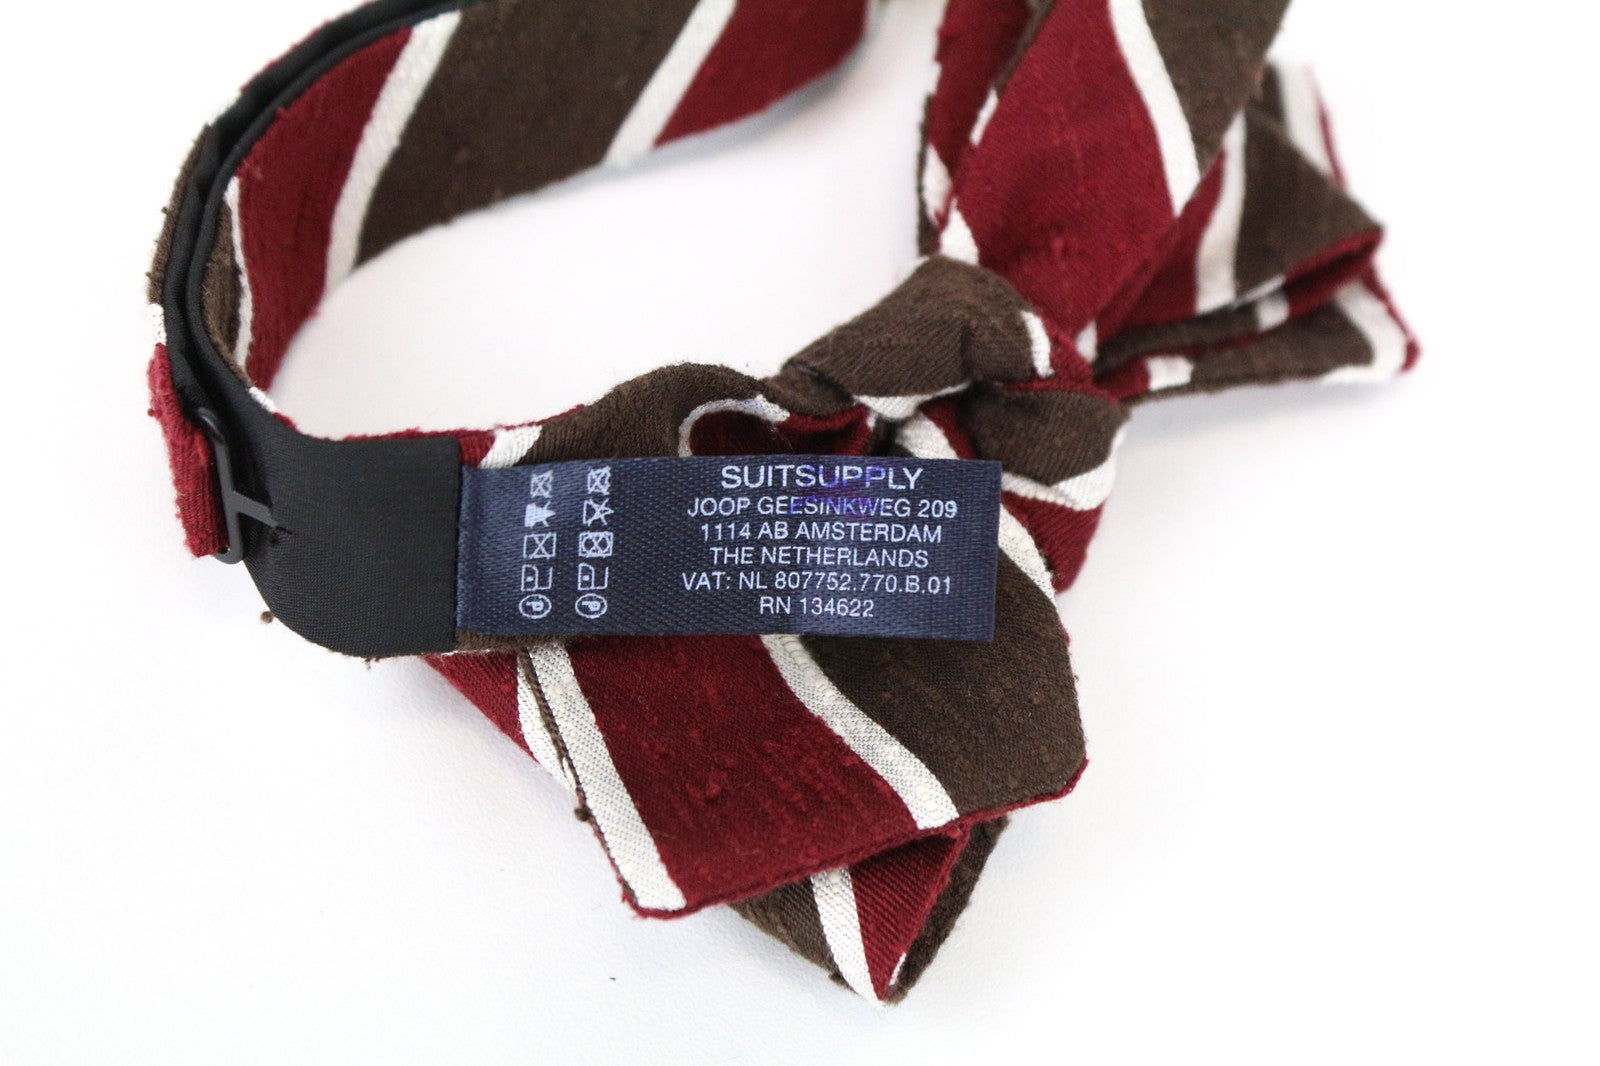 SUITSUPPLY
JOOP GEESINKWEG 209
1114 AB AMSTERDAM
THE NETHERLANDS
VAT: NL 807752.770.B.01
RN 134622